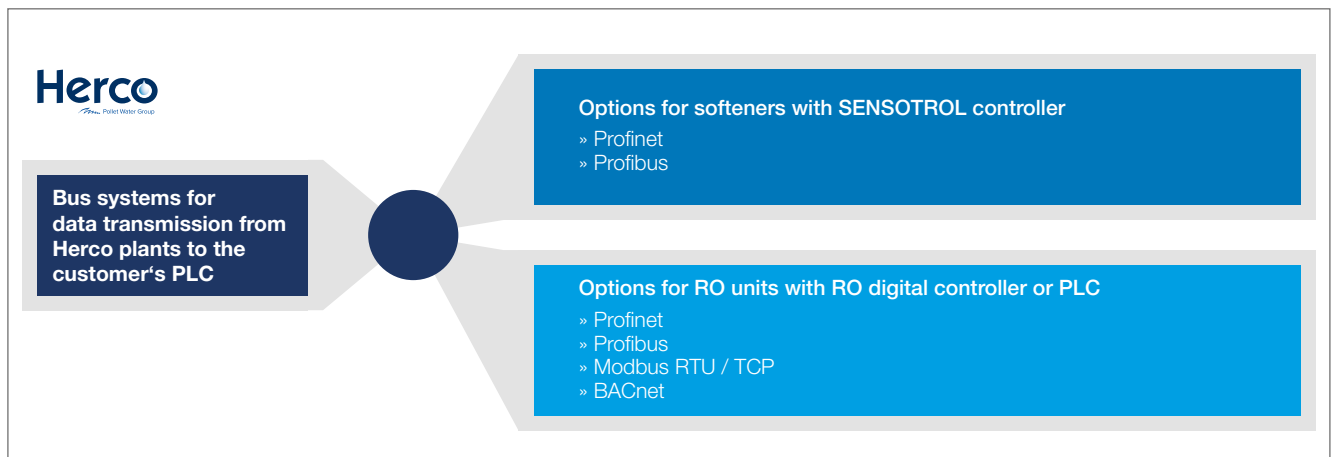 Herco
Pollet Water Group
Bus systems for
data transmission from
Herco plants to the
customer‘s PLC
Options for softeners with SENSOTROL controller
» Profinet
» Profibus
Options for RO units with RO digital controller or PLC
» Profinet
» Profibus
» Modbus RTU / TCP
» BACnet